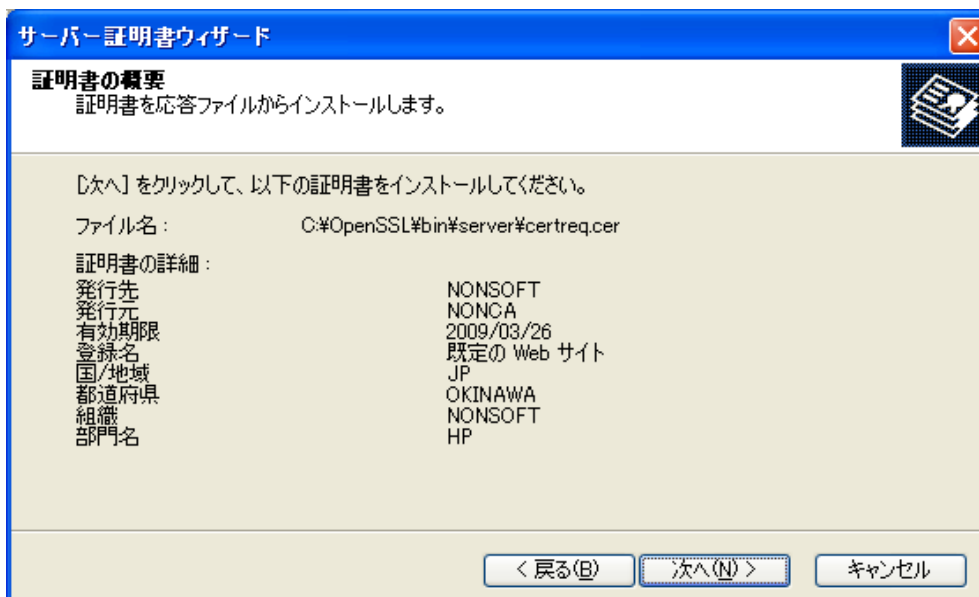 サーバー証明書ウィザード
証明書の概要
証明書を応答ファイルからインストールします。
[次へ] をクリックして、以下の証明書をインストールしてください。
ファイル名： C:¥OpenSSL¥bin¥server¥certreq.cer
証明書の詳細：
発行先 NONSOFT
発行元 NONCA
有効期限 2009/03/26
登録名 既定の Web サイト
国/地域 JP
都道府県 OKINAWA
組織 NONSOFT
部門名 HP
< 戻る(B) 次へ(N) > キャンセル